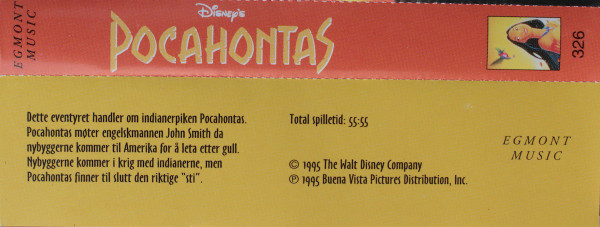 EGMONT
MUSIC
Disney's
POCAHONTAS
326
Dette eventyret handler om indianerpiken Pocahontas.
Pocahontas møter engelskmannen John Smith da
nybyggerne kommer til Amerika for å leta etter gull.
Nybyggerne kommer i krig med indianerne, men
Pocahontas finner til slutt den riktige "sti".
Total spilletid: 55:55
© 1995 The Walt Disney Company
℗ 1995 Buena Vista Pictures Distribution, Inc.
EGMONT
MUSIC